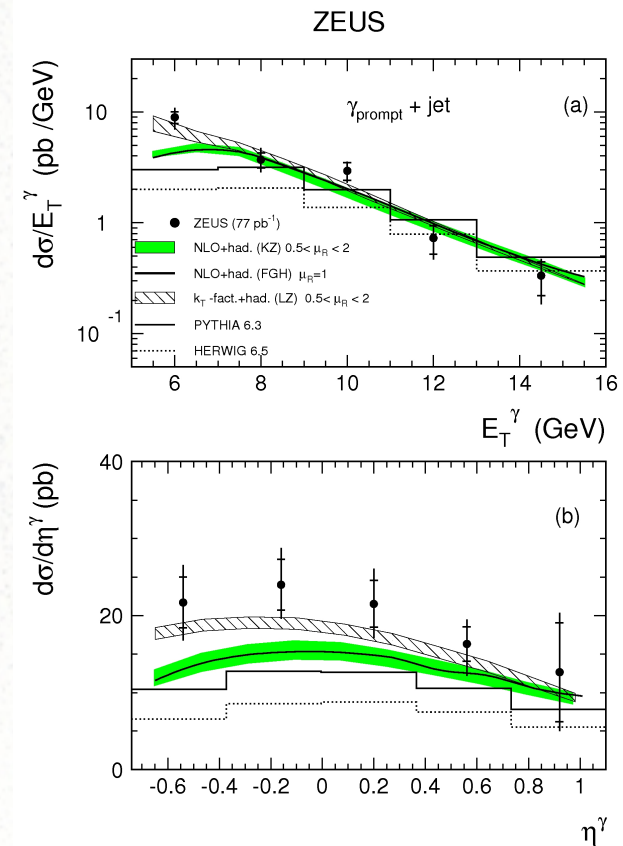 ZEUS
dσ/E_T^γ (pb /GeV)
10
1
10^-1
γ_prompt + jet
(a)
ZEUS (77 pb^-1)
NLO+had. (KZ) 0.5< μ_R < 2
NLO+had. (FGH) μ_R=1
k_T -fact.+had. (LZ) 0.5< μ_R < 2
PYTHIA 6.3
HERWIG 6.5
6 8 10 12 14 16
E_T^γ (GeV)
dσ/dη^γ (pb)
40
20
0
(b)
-0.6 -0.4 -0.2 0 0.2 0.4 0.6 0.8 1
η^γ